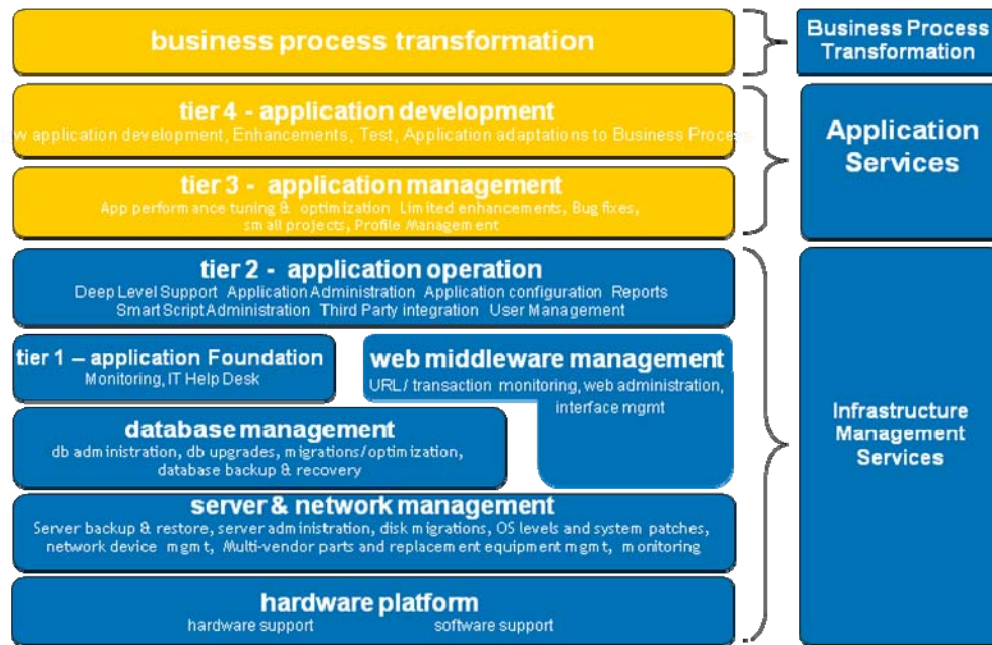 business process transformation
Business Process
Transformation
tier 4 - application development
application development, Enhancements, Test, Application adaptations to Business Process
tier 3 - application management
App performance tuning & optimization Limited enhancements, Bug fixes,
small projects, Profile Management
Application
Services
tier 2 - application operation
Deep Level Support Application Administration Application configuration Reports
Smart Script Administration Third Party integration User Management
tier 1 – application Foundation
Monitoring, IT Help Desk
web middleware management
URL / transaction monitoring, web administration,
interface mgmt
database management
db administration, db upgrades, migrations/optimization,
database backup & recovery
server & network management
Server backup & restore, server administration, disk migrations, OS levels and system patches,
network device mgmt, Multi-vendor parts and replacement equipment mgmt, monitoring
hardware platform
hardware support software support
Infrastructure
Management
Services